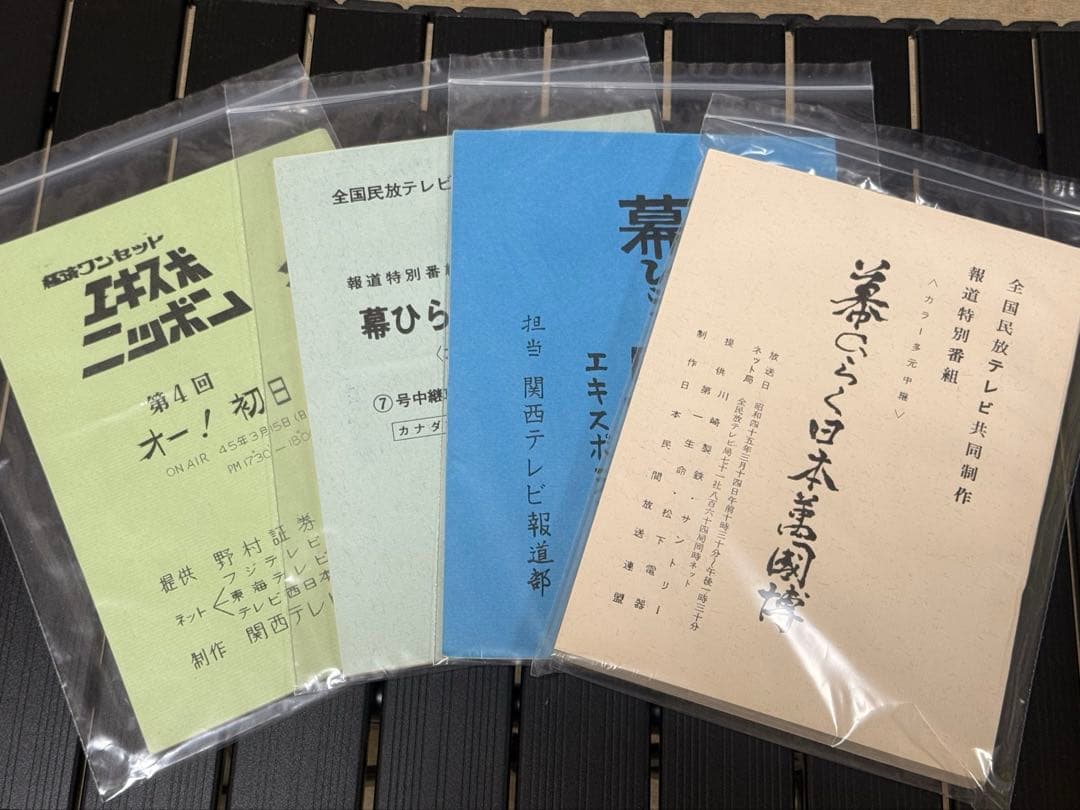 経済ワンセット
エキスポ
ニッポン
第4回
オー!初日
ON AIR 45年3月15日(日
PM17:30―18:0
提供 野村証券
ネット
フジテレビ
東海テレビ
テレビ西日本
制作 関西テレ
全国民放テレビ
報道特別番組
幕ひら
⑦号中継
カナダ
幕ひ
エキスポ
担当 関西テレビ報道部
全国民放テレビ共同制作
報道特別番組
〈カラー多元中継〉
幕ひらく日本萬國博
放送日 昭和四十五年三月十四日午前十時三十分~午後一時三十分
ネット局 全民放テレビ局七十一社八百六十四局同時ネット
提供 川崎製鉄・サントリー
第一生命・松下電器
制作 日本民間放送連盟